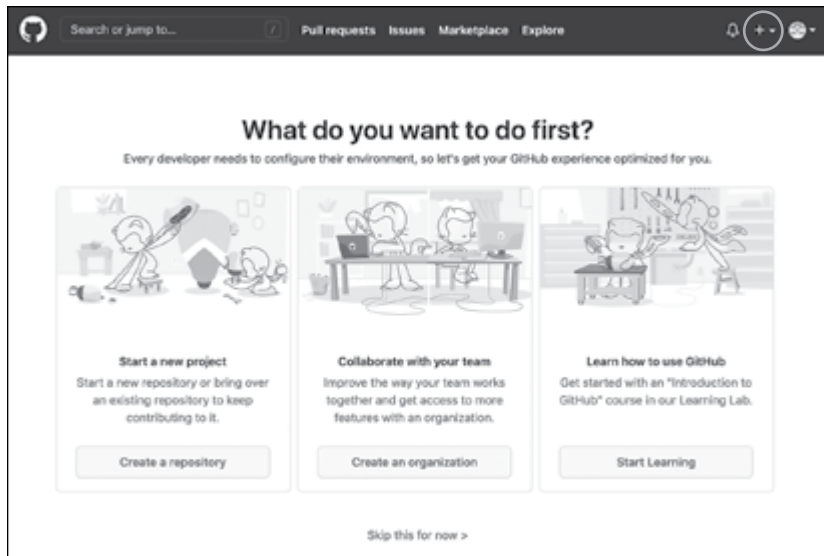 Search or jump to... /
Pull requests Issues Marketplace Explore
What do you want to do first?
Every developer needs to configure their environment, so let's get your GitHub experience optimized for you.
Start a new project
Start a new repository or bring over
an existing repository to keep
contributing to it.
Create a repository
Collaborate with your team
Improve the way your team works
together and get access to more
features with an organization.
Create an organization
Learn how to use GitHub
Get started with an "Introduction to
GitHub" course in our Learning Lab.
Start Learning
Skip this for now >